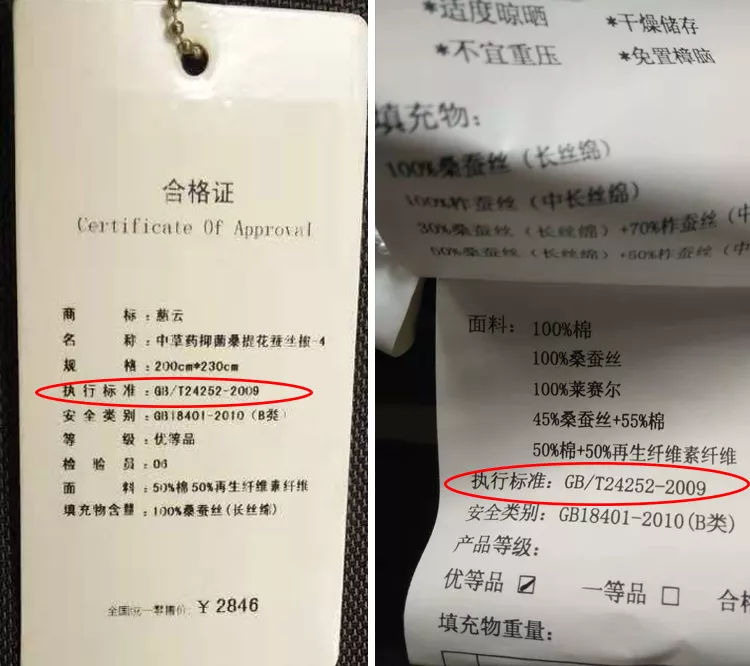 合格证
Certificate Of Approval
商 标：慈云
名 称：中草药抑菌桑提花蚕丝被-4
规 格：200cm*230cm
执行标准：GB/T24252-2009
安全类别：GB18401-2010（B类）
等 级：优等品
检 验 员：06
面 料：50%棉50%再生纤维素纤维
填充物含量：100%桑蚕丝(长丝绵)
全国统一零售价：￥2846
*适度晾晒 *干燥储存
*不宜重压 *免置樟脑
填充物：
100%桑蚕丝（长丝绵）
100%柞蚕丝（中长丝绵）
30%桑蚕丝（长丝绵）+70%柞蚕丝（中
50%桑蚕丝（长丝绵）+50%柞蚕丝（中
面料：100%棉
100%桑蚕丝
100%莱赛尔
45%桑蚕丝+55%棉
50%棉+50%再生纤维素纤维
执行标准：GB/T24252-2009
安全类别：GB18401-2010(B类)
产品等级：
优等品 ☑ 一等品 □ 合格
填充物重量：